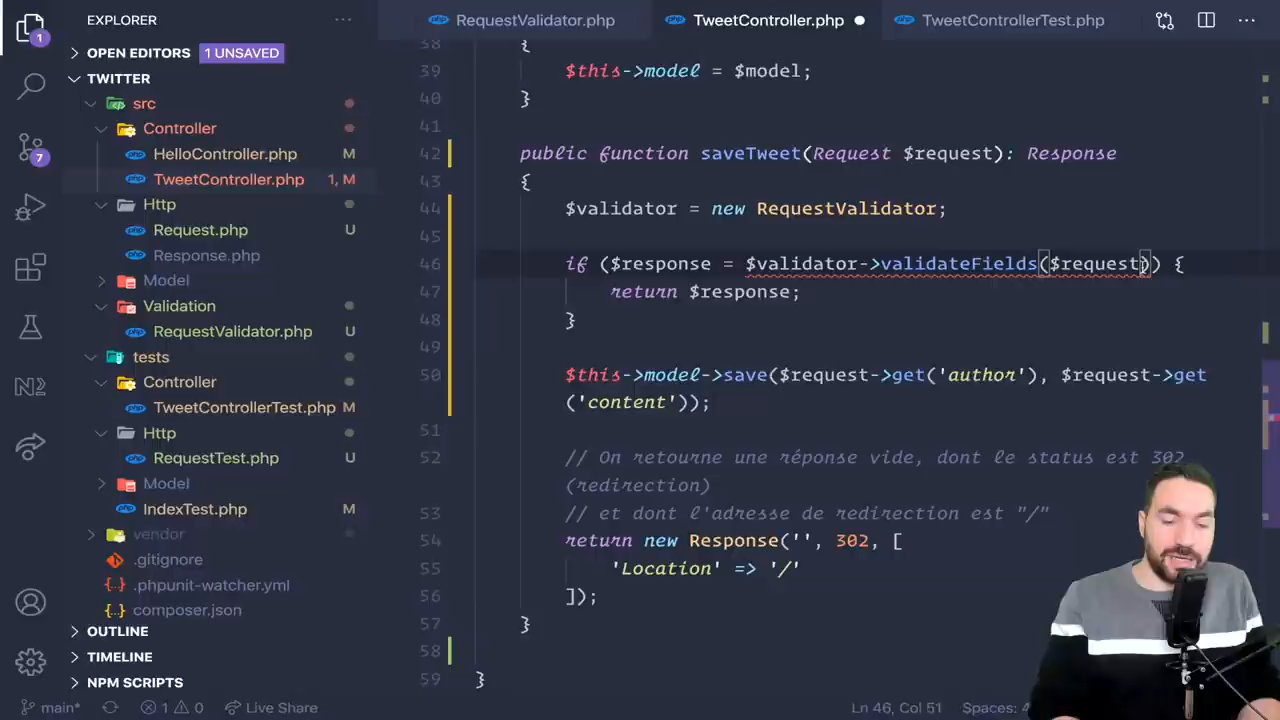 EXPLORER
OPEN EDITORS 1 UNSAVED
TWITTER
src
Controller
HelloController.php M
TweetController.php 1, M
Http
Request.php U
Response.php
Model
Validation
RequestValidator.php U
tests
Controller
TweetControllerTest.php M
Http
RequestTest.php U
Model
IndexTest.php M
vendor
.gitignore
.phpunit-watcher.yml
composer.json
OUTLINE
TIMELINE
NPM SCRIPTS
1
7
RequestValidator.php TweetController.php TweetControllerTest.php
38 {
39 $this->model = $model;
40 }
41
42 public function saveTweet(Request $request): Response
43 {
44 $validator = new RequestValidator;
45
46 if ($response = $validator->validateFields($request)) {
47 return $response;
48 }
49
50 $this->model->save($request->get('author'), $request->get
('content'));
51
52 // On retourne une réponse vide, dont le status est 302
(redirection)
53 // et dont l'adresse de redirection est "/"
54 return new Response('', 302, [
55 'Location' => '/'
56 ]);
57 }
58
59 }
main* 1 0 Live Share Ln 46, Col 51 Spaces: